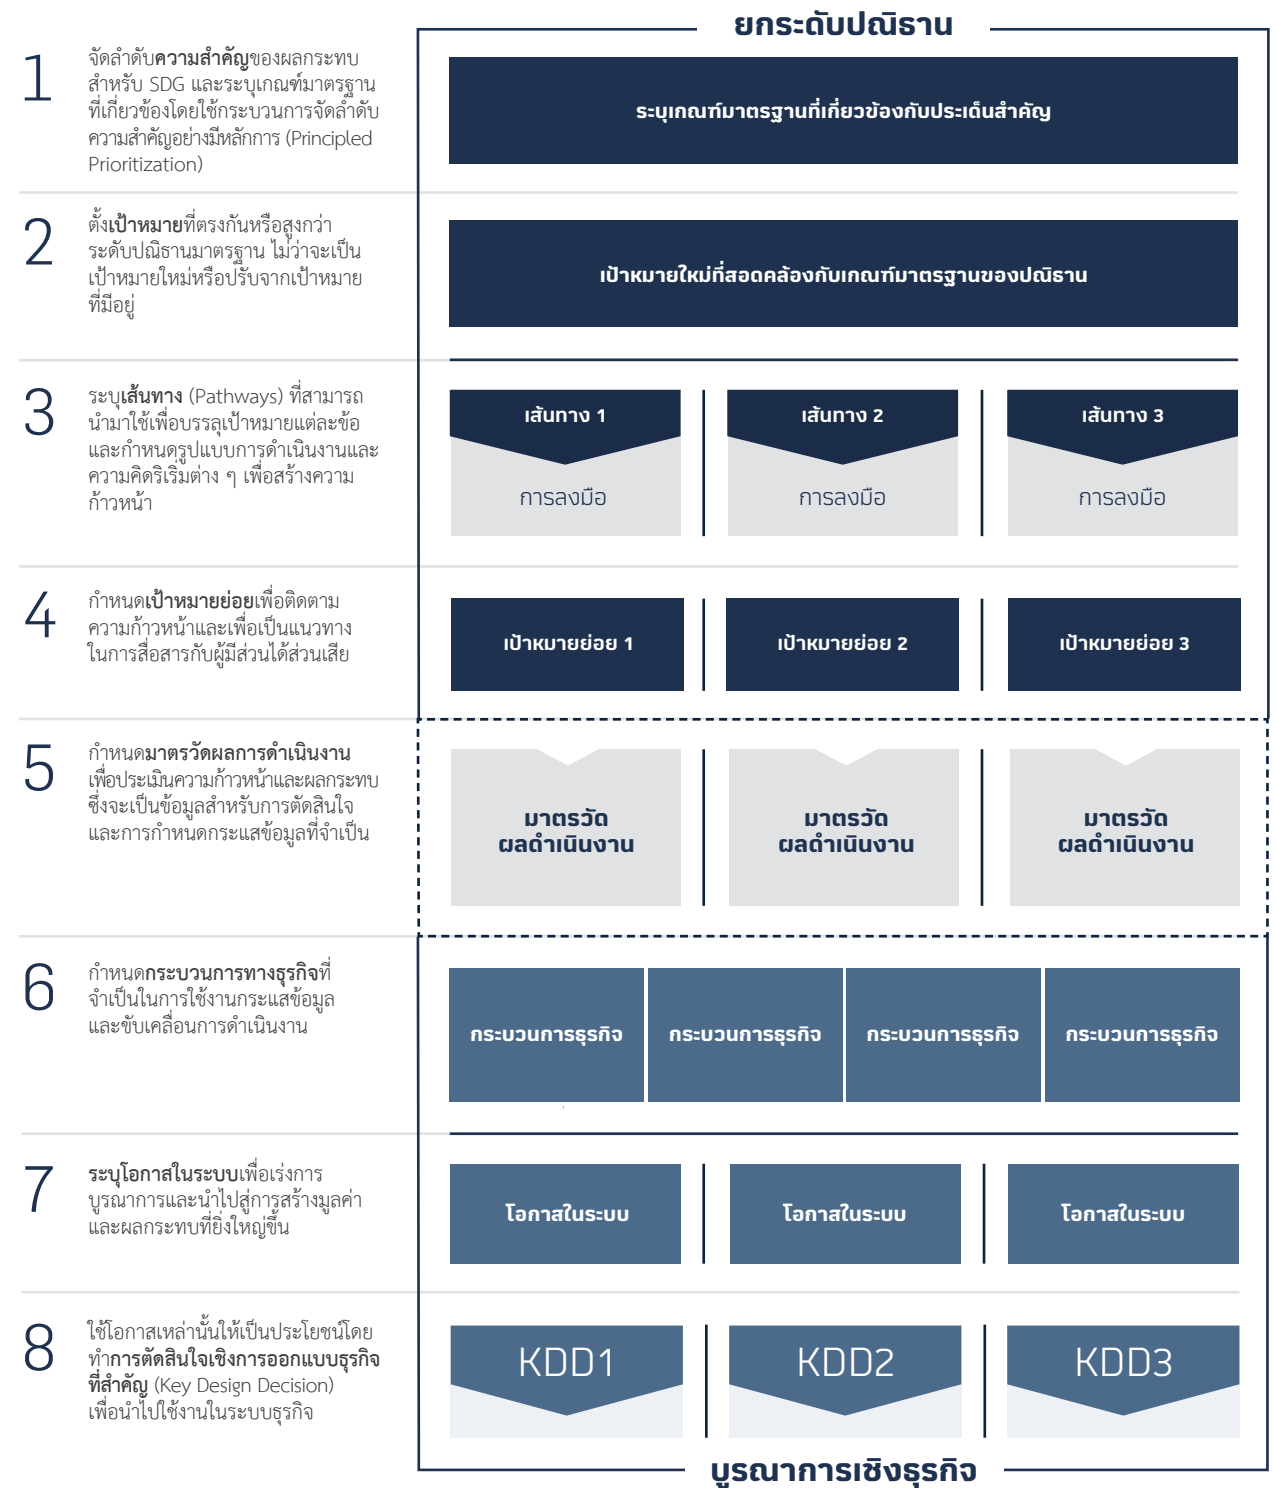 ยกระดับปณิธาน
1
จัดลำดับความสำคัญของผลกระทบ
สำหรับ SDG และระบุเกณฑ์มาตรฐาน
ที่เกี่ยวข้องโดยใช้กระบวนการจัดลำดับ
ความสำคัญอย่างมีหลักการ (Principled
Prioritization)
ระบุเกณฑ์มาตรฐานที่เกี่ยวข้องกับประเด็นสำคัญ
2
ตั้งเป้าหมายที่ตรงกันหรือสูงกว่า
ระดับปณิธานมาตรฐาน ไม่ว่าจะเป็น
เป้าหมายใหม่หรือปรับจากเป้าหมาย
ที่มีอยู่
เป้าหมายใหม่ที่สอดคล้องกับเกณฑ์มาตรฐานของปณิธาน
3
ระบุเส้นทาง (Pathways) ที่สามารถ
นำมาใช้เพื่อบรรลุเป้าหมายแต่ละข้อ
และกำหนดรูปแบบการดำเนินงานและ
ความคิดริเริ่มต่าง ๆ เพื่อสร้างความ
ก้าวหน้า
เส้นทาง 1
เส้นทาง 2
เส้นทาง 3
การลงมือ
การลงมือ
การลงมือ
4
กำหนดเป้าหมายย่อยเพื่อติดตาม
ความก้าวหน้าและเพื่อเป็นแนวทาง
ในการสื่อสารกับผู้มีส่วนได้ส่วนเสีย
เป้าหมายย่อย 1
เป้าหมายย่อย 2
เป้าหมายย่อย 3
5
กำหนดมาตรวัดผลการดำเนินงาน
เพื่อประเมินความก้าวหน้าและผลกระทบ
ซึ่งจะเป็นข้อมูลสำหรับการตัดสินใจ
และการกำหนดกระแสข้อมูลที่จำเป็น
มาตรวัด
ผลดำเนินงาน
มาตรวัด
ผลดำเนินงาน
มาตรวัด
ผลดำเนินงาน
6
กำหนดกระบวนการทางธุรกิจที่
จำเป็นในการใช้งานกระแสข้อมูล
และขับเคลื่อนการดำเนินงาน
กระบวนการธุรกิจ
กระบวนการธุรกิจ
กระบวนการธุรกิจ
กระบวนการธุรกิจ
7
ระบุโอกาสในระบบเพื่อเร่งการ
บูรณาการและนำไปสู่การสร้างมูลค่า
และผลกระทบที่ยิ่งใหญ่ขึ้น
โอกาสในระบบ
โอกาสในระบบ
โอกาสในระบบ
8
ใช้โอกาสเหล่านั้นให้เป็นประโยชน์โดย
ทำการตัดสินใจเชิงการออกแบบธุรกิจ
ที่สำคัญ (Key Design Decision)
เพื่อนำไปใช้งานในระบบธุรกิจ
KDD1
KDD2
KDD3
บูรณาการเชิงธุรกิจ